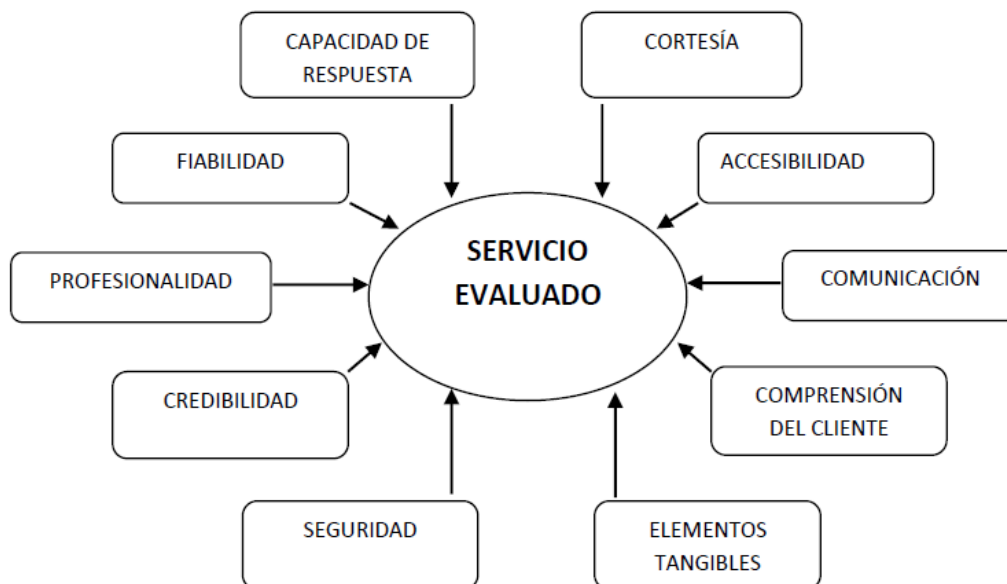 CAPACIDAD DE
RESPUESTA
CORTESÍA
FIABILIDAD
ACCESIBILIDAD
SERVICIO
EVALUADO
PROFESIONALIDAD
COMUNICACIÓN
CREDIBILIDAD
COMPRENSIÓN
DEL CLIENTE
SEGURIDAD
ELEMENTOS
TANGIBLES